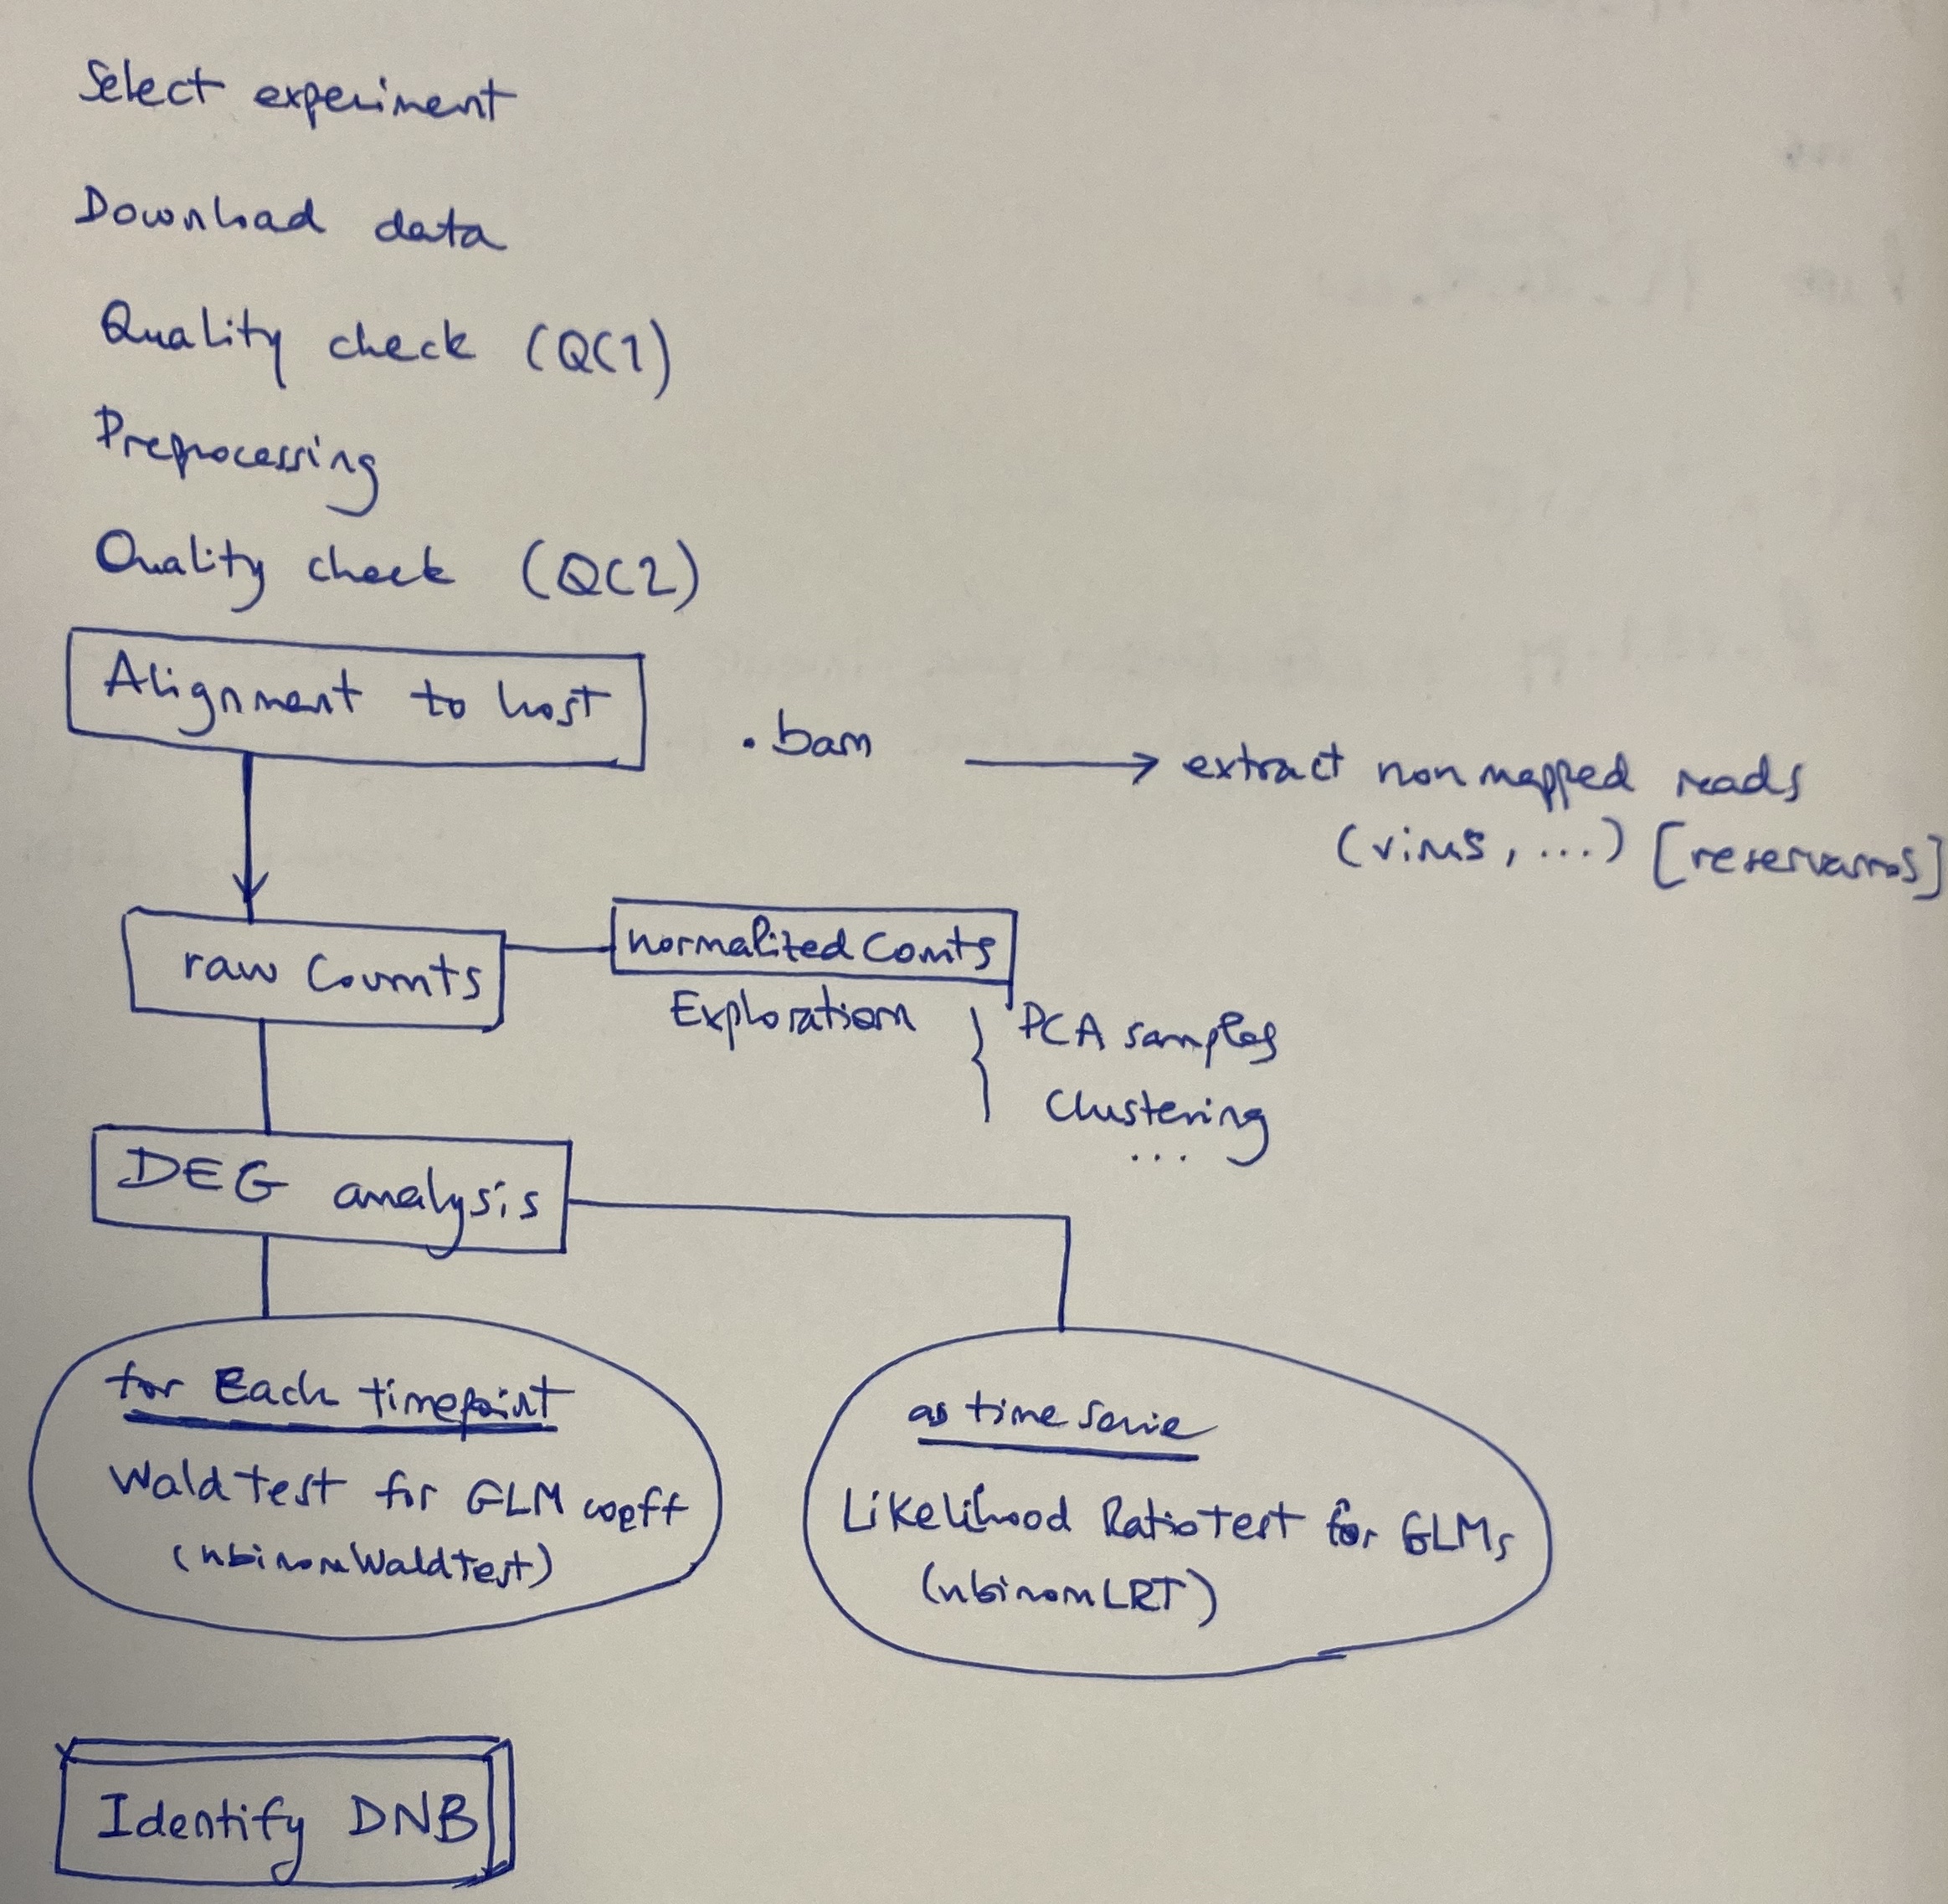 Select experiment
Download data
Quality check (QC1)
Preprocessing
Quality check (QC2)
Alignment to host
.bam
extract non mapped reads
(virus, ...) [reservamos]
raw Counts
normalized Counts
Exploration
PCA samples
Clustering
...
DEG analysis
for Each timepoint
Wald test for GLM coeff
(nbinomWaldTest)
as time serie
Likelihood Ratio Test for GLMs
(nbinomLRT)
Identify DNB